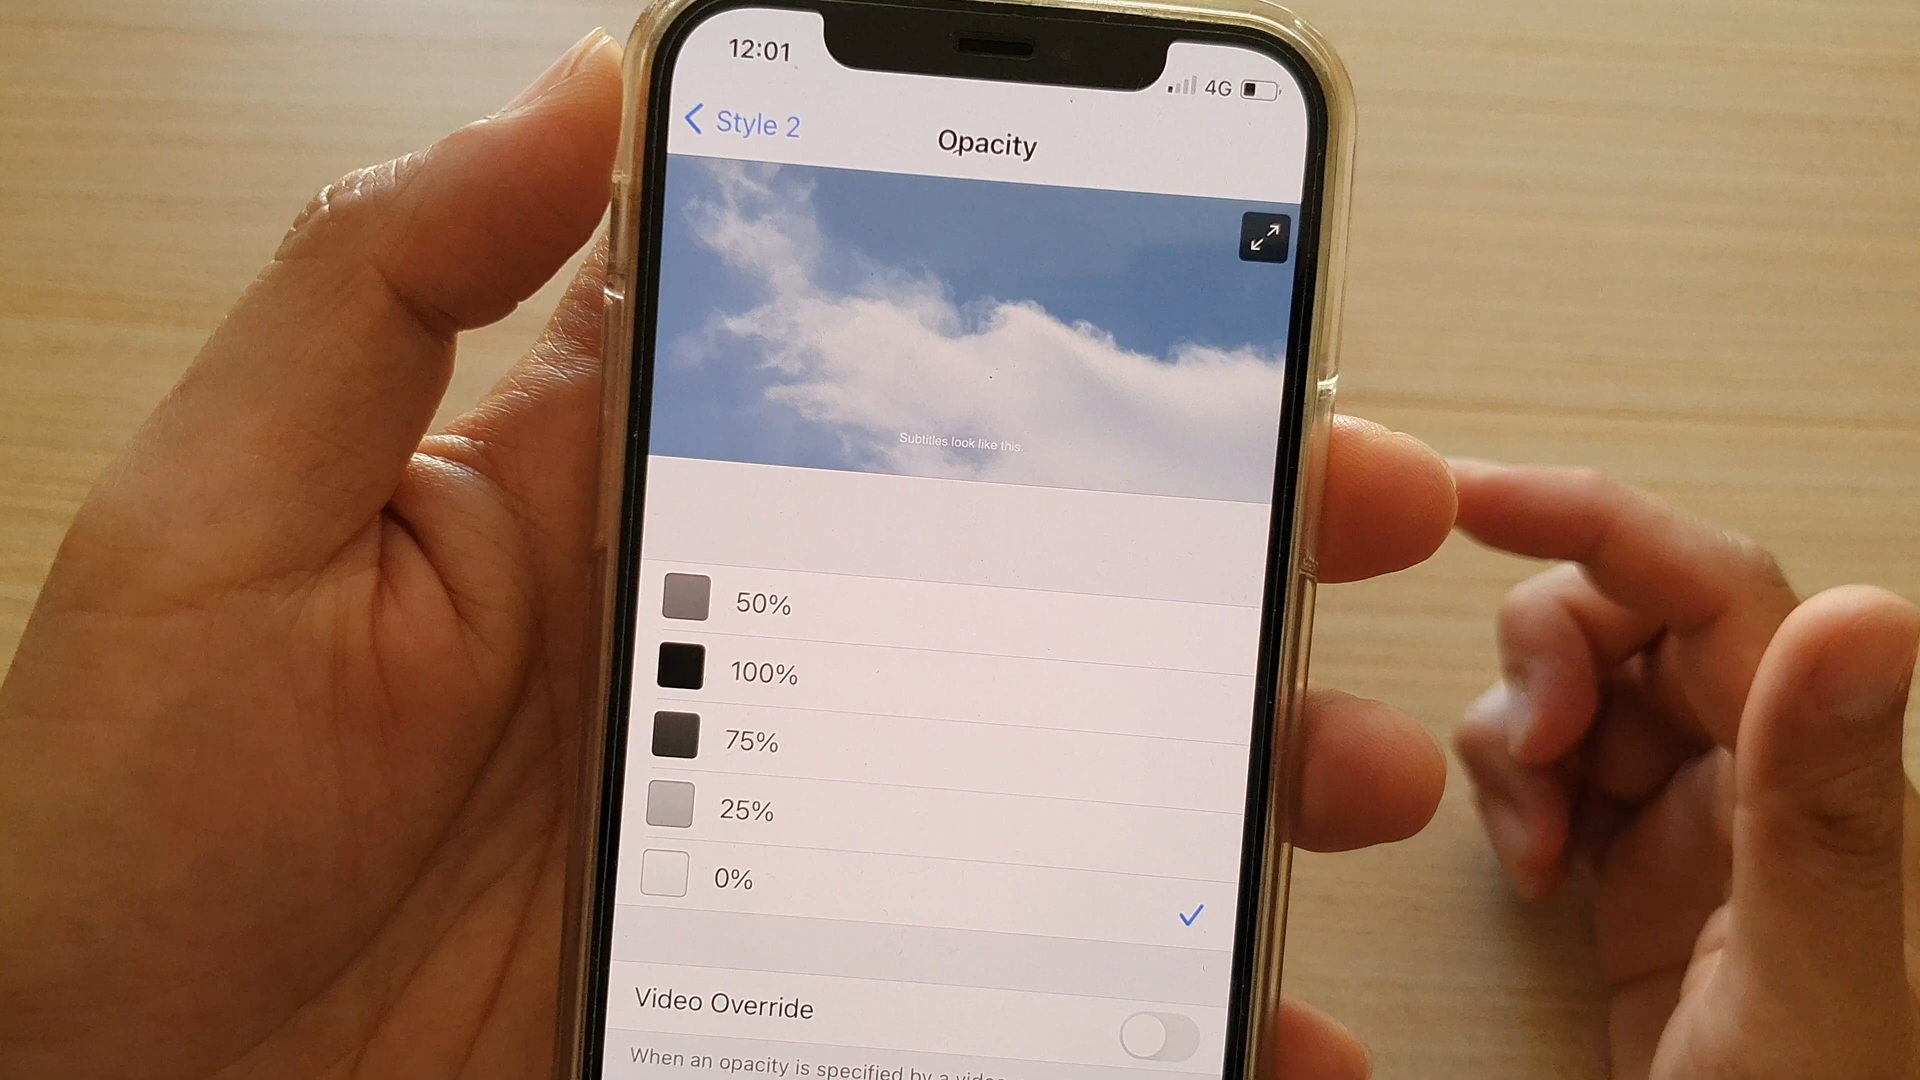 12:01
4G
Style 2
Opacity
Subtitles look like this.
50%
100%
75%
25%
0%
Video Override
When an opacity is specified by a video